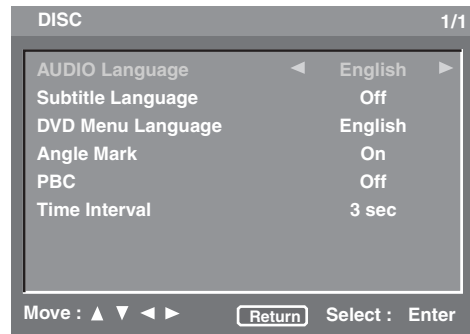 DISC 1/1
AUDIO Language ◄ English ►
Subtitle Language Off
DVD Menu Language English
Angle Mark On
PBC Off
Time Interval 3 sec
Move : ▲ ▼ ◄ ► Return Select : Enter